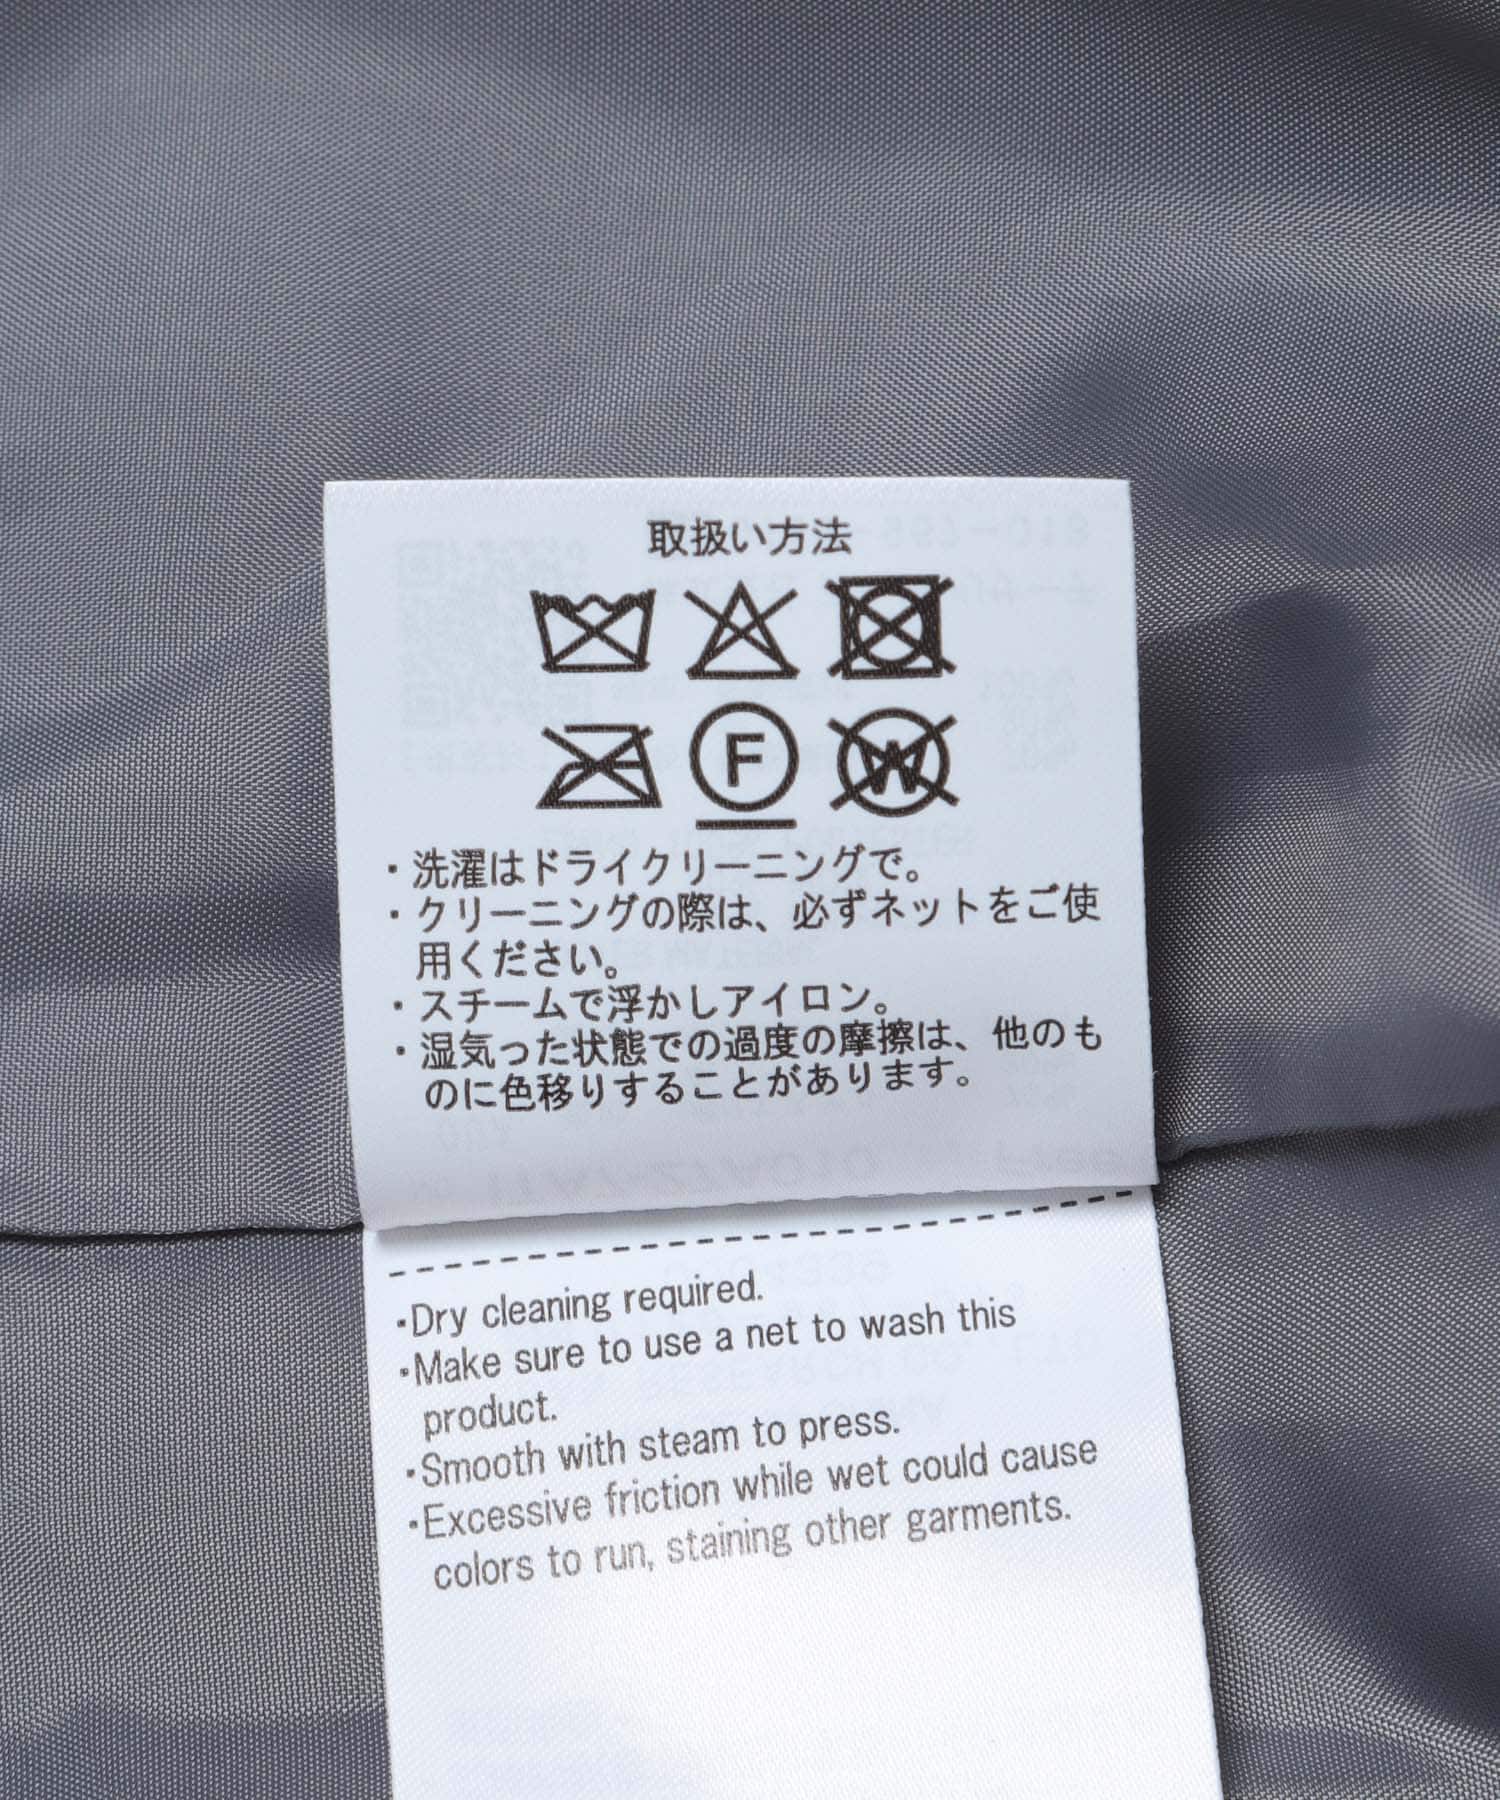 取扱い方法
F W
・洗濯はドライクリーニングで。
・クリーニングの際は、必ずネットをご使
用ください。
・スチームで浮かしアイロン。
・湿気った状態での過度の摩擦は、他のも
のに色移りすることがあります。
・Dry cleaning required.
・Make sure to use a net to wash this
product.
・Smooth with steam to press.
・Excessive friction while wet could cause
colors to run, staining other garments.